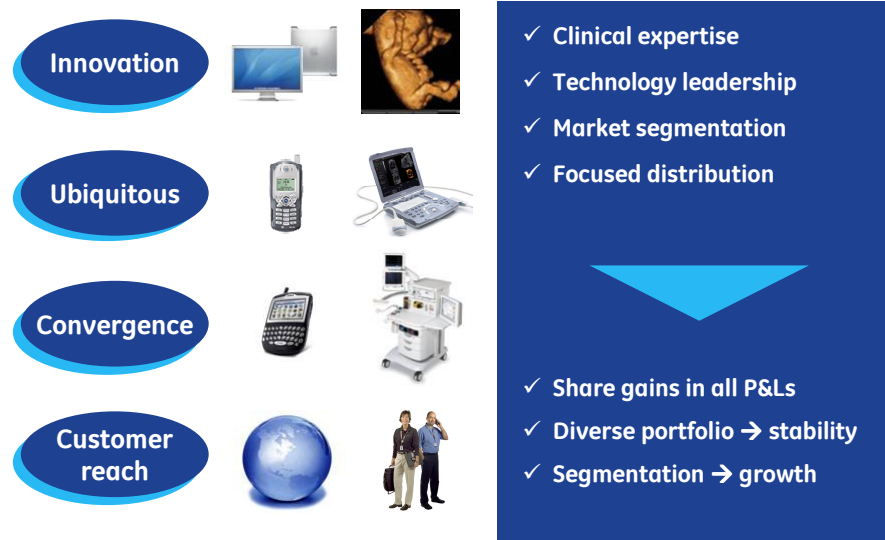 Innovation
Ubiquitous
Convergence
Customer
reach
✓ Clinical expertise
✓ Technology leadership
✓ Market segmentation
✓ Focused distribution
✓ Share gains in all P&Ls
✓ Diverse portfolio → stability
✓ Segmentation → growth